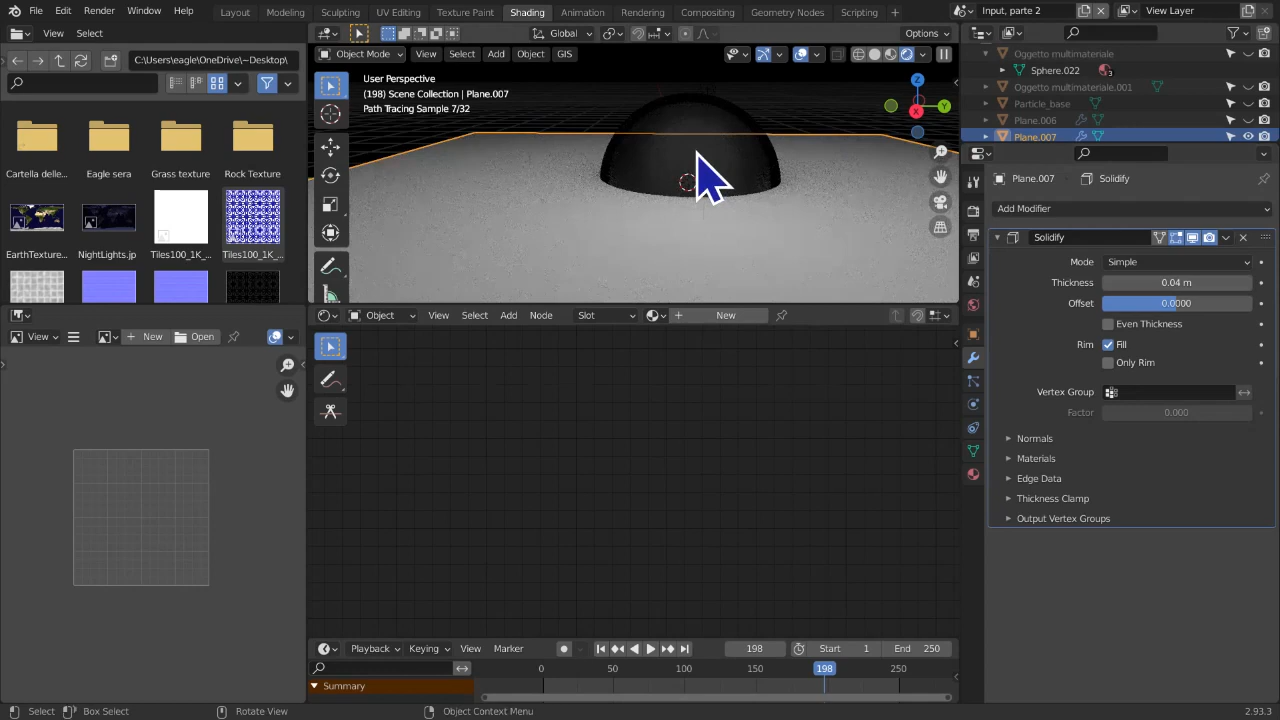 File Edit Render Window Help Layout Modeling Sculpting UV Editing Texture Paint Shading Animation Rendering Compositing Geometry Nodes Scripting Input, parte 2 View Layer
View Select Global Options
Object Mode View Select Add Object GIS
C:\Users\eagle\OneDrive\~Desktop\
User Perspective
(198) Scene Collection | Plane.007
Path Tracing Sample 7/32
Z
Y
X
Cartella delle... Eagle sera Grass texture Rock Texture
EarthTexture... NightLights.jp Tiles100_1K_... Tiles100_1K_...
Oggetto multimateriale
Sphere.022 3
Oggetto multimateriale.001
Particle_base
Plane.006
Plane.007
Plane.007 Solidify
Add Modifier
Solidify
Mode Simple
Thickness 0.04 m
Offset 0.0000
Even Thickness
Rim Fill
Only Rim
Vertex Group
Factor 0.000
Normals
Materials
Edge Data
Thickness Clamp
Output Vertex Groups
View New Open
Object View Select Add Node Slot New
Playback Keying View Marker 198 Start 1 End 250
0 50 100 150 198 250
Summary
Select Box Select Rotate View Object Context Menu 2.93.3